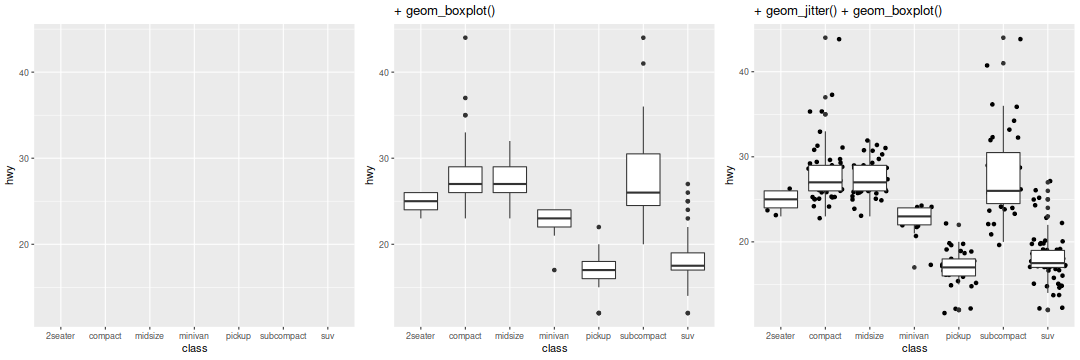 hwy
40
30
20
2seater compact midsize minivan pickup subcompact suv
class
+ geom_boxplot()
hwy
40
30
20
2seater compact midsize minivan pickup subcompact suv
class
+ geom_jitter() + geom_boxplot()
hwy
40
30
20
2seater compact midsize minivan pickup subcompact suv
class